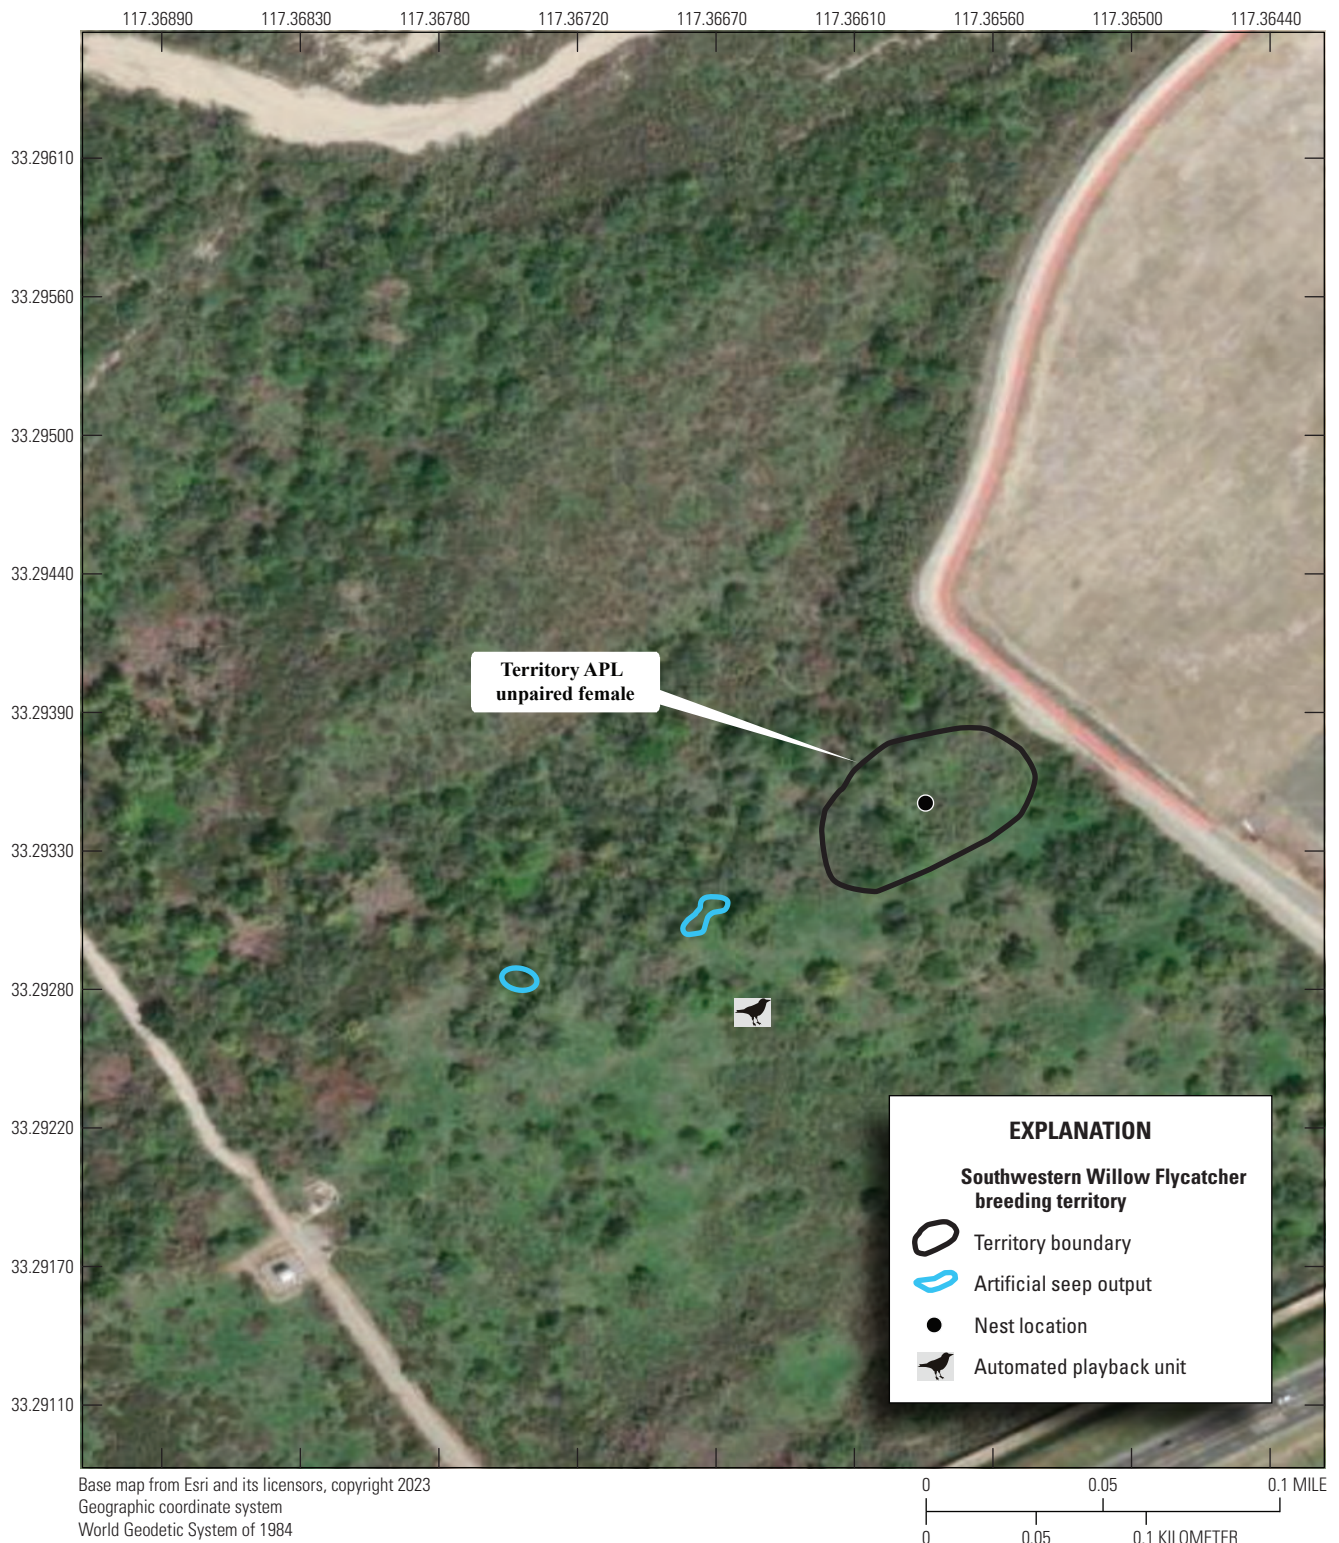 117.36890 117.36830 117.36780 117.36720 117.36670 117.36610 117.36560 117.36500 117.36440
33.29610
33.29560
33.29500
33.29440
Territory APL
unpaired female
33.29390
33.29330
33.29280
33.29220
33.29170
33.29110
EXPLANATION
Southwestern Willow Flycatcher
breeding territory
Territory boundary
Artificial seep output
Nest location
Automated playback unit
Base map from Esri and its licensors, copyright 2023
Geographic coordinate system
World Geodetic System of 1984
0 0.05 0.1 MILE
0 0.05 0.1 KILOMETER